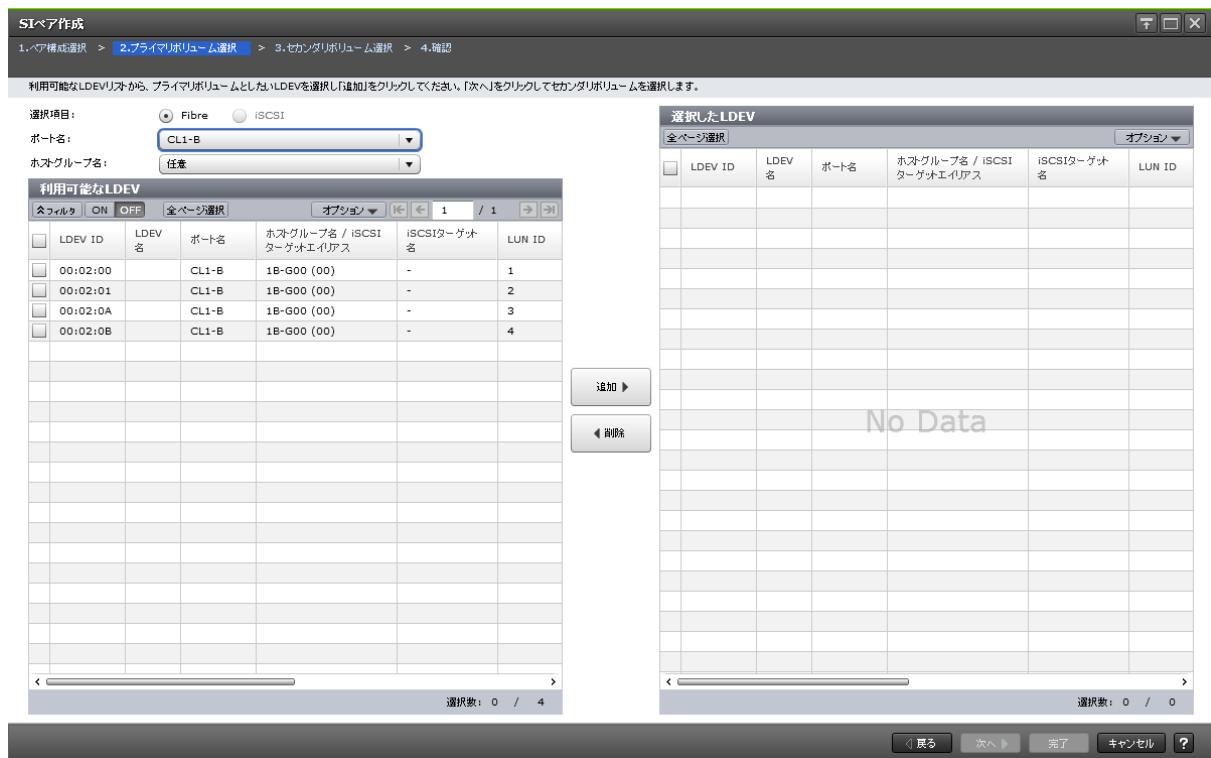 SIペア作成
1.ペア構成選択 > 2.プライマリボリューム選択 > 3.セカンダリボリューム選択 > 4.確認
利用可能なLDEVリストから、プライマリボリュームとしたいLDEVを選択し「追加」をクリックしてください。「次へ」をクリックしてセカンダリボリュームを選択します。
選択項目: Fibre iSCSI
ポート名: CL1-B
ホストグループ名: 任意
利用可能なLDEV
フィルタ ON OFF 全ページ選択 オプション 1 / 1
LDEV ID LDEV名 ポート名 ホストグループ名 / iSCSIターゲットエイリアス iSCSIターゲット名 LUN ID
00:02:00 CL1-B 1B-G00 (00) - 1
00:02:01 CL1-B 1B-G00 (00) - 2
00:02:0A CL1-B 1B-G00 (00) - 3
00:02:0B CL1-B 1B-G00 (00) - 4
選択数: 0 / 4
追加
削除
選択したLDEV
全ページ選択 オプション
LDEV ID LDEV名 ポート名 ホストグループ名 / iSCSIターゲットエイリアス iSCSIターゲット名 LUN ID
No Data
選択数: 0 / 0
戻る 次へ 完了 キャンセル ?